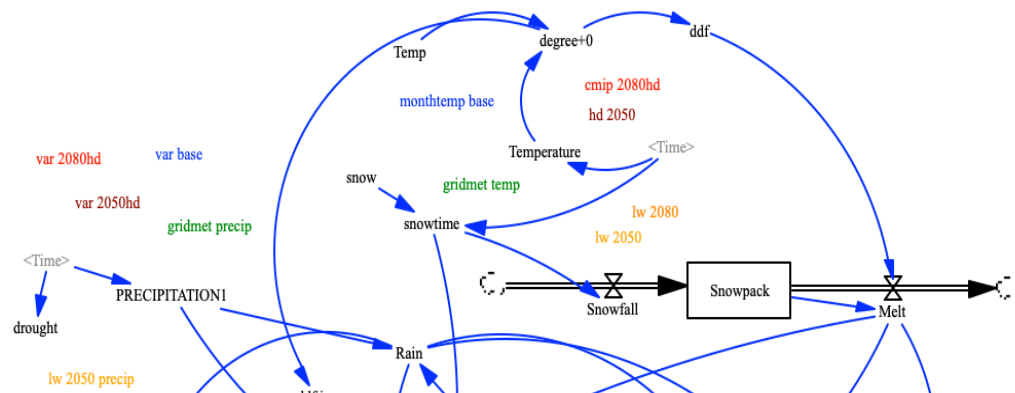 ddf
degree+0
Temp
cmip 2080hd
monthtemp base
hd 2050
<Time>
Temperature
var base
var 2080hd
snow
gridmet temp
var 2050hd
lw 2080
gridmet precip
snowtime
lw 2050
<Time>
Snowpack
PRECIPITATION1
Snowfall
Melt
drought
Rain
lw 2050 precip